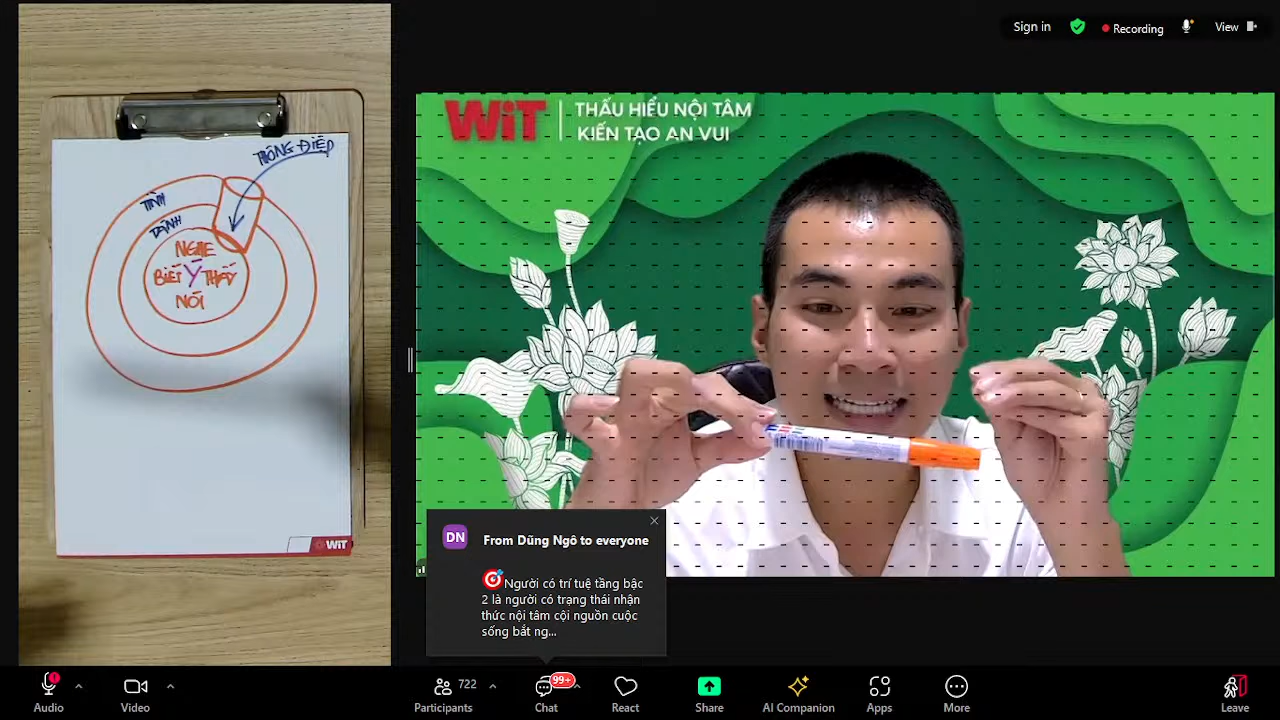 Sign in
Recording
View
WiT
THẤU HIỂU NỘI TÂM
KIẾN TẠO AN VUI
THÔNG ĐIỆP
TÌNH
DÀNH
NGHE
BIẾT Ý THẤY
NÓI
WiT
DN
From Dũng Ngô to everyone
🎯Người có trí tuệ tầng bậc
2 là người có trạng thái nhận
thức nội tâm cội nguồn cuộc
sống bắt ng...
Audio
Video
Participants
722
Chat
99+
React
Share
AI Companion
Apps
More
Leave